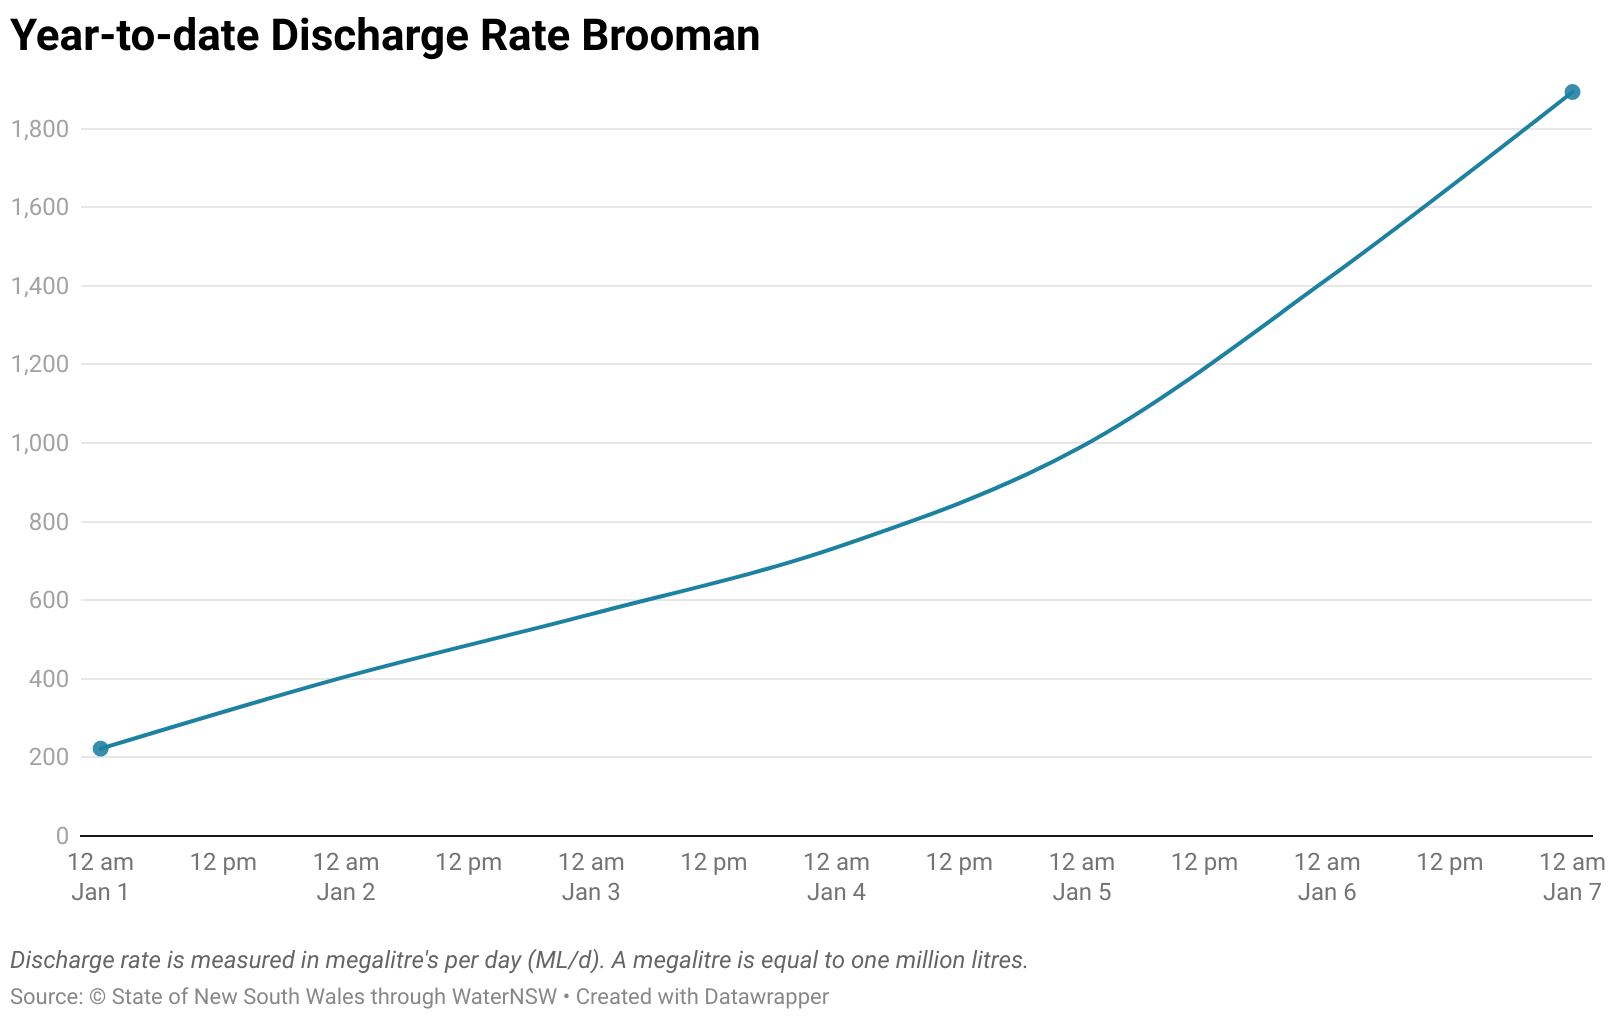 Year-to-date Discharge Rate Brooman
1,800
1,600
1,400
1,200
1,000
800
600
400
200
0
12 am 12 pm 12 am 12 pm 12 am 12 pm 12 am 12 pm 12 am 12 pm 12 am 12 pm 12 am
Jan 1 Jan 2 Jan 3 Jan 4 Jan 5 Jan 6 Jan 7
Discharge rate is measured in megalitre's per day (ML/d). A megalitre is equal to one million litres.
Source: © State of New South Wales through WaterNSW • Created with Datawrapper